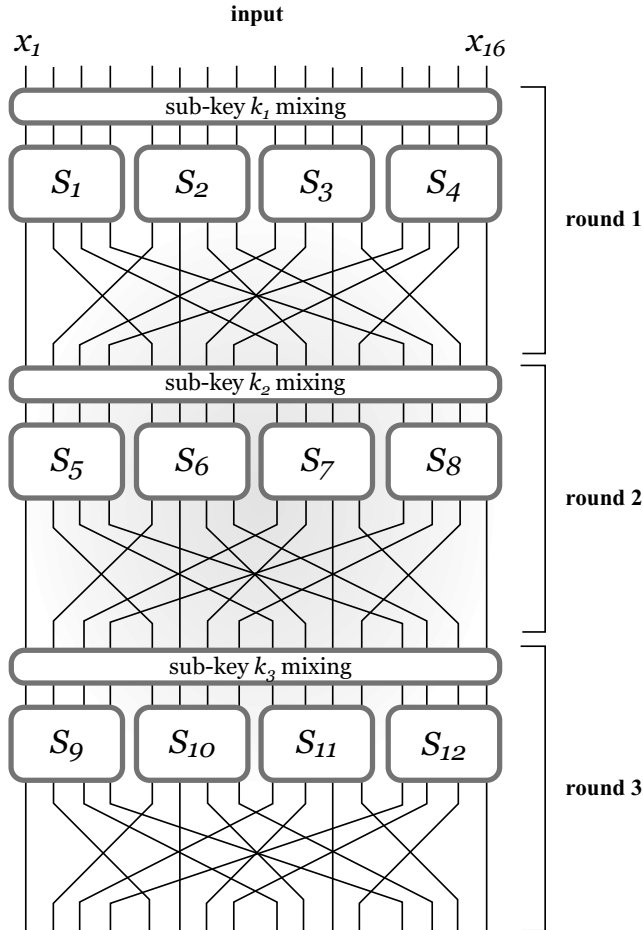 input
x₁ x₁₆
sub-key k₁ mixing
S₁ S₂ S₃ S₄
round 1
sub-key k₂ mixing
S₅ S₆ S₇ S₈
round 2
sub-key k₃ mixing
S₉ S₁₀ S₁₁ S₁₂
round 3